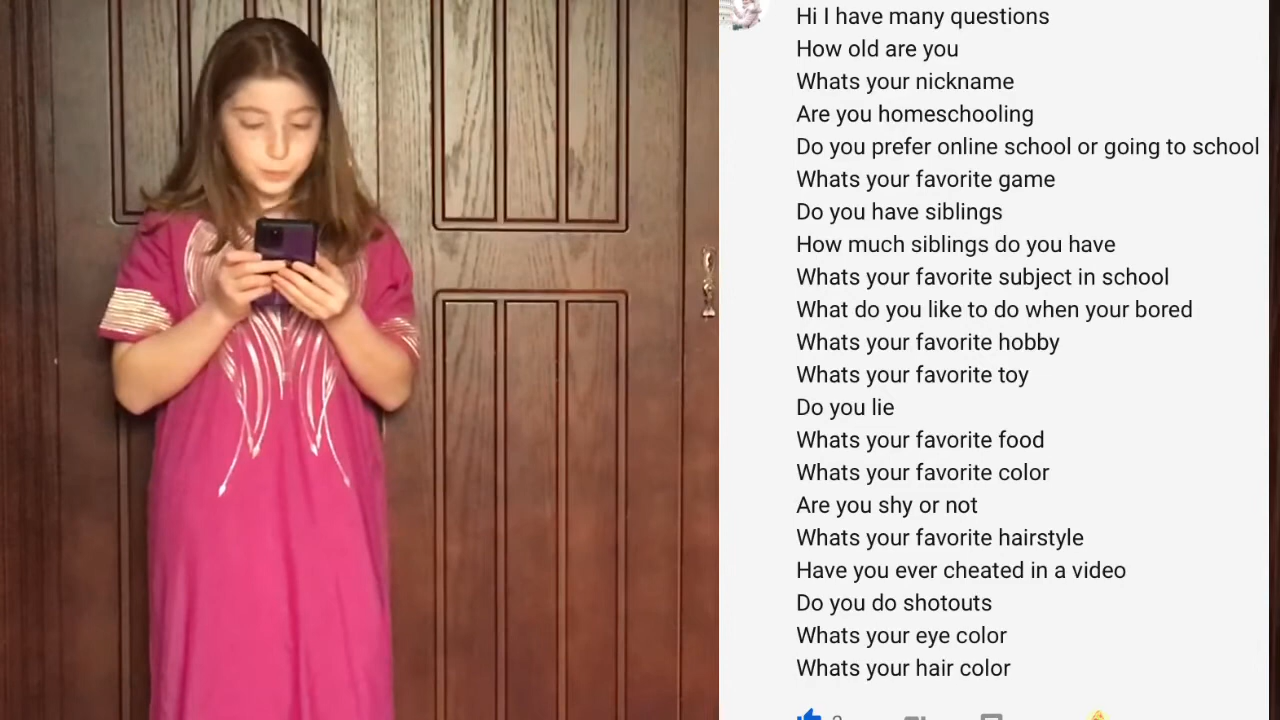 Hi I have many questions
How old are you
Whats your nickname
Are you homeschooling
Do you prefer online school or going to school
Whats your favorite game
Do you have siblings
How much siblings do you have
Whats your favorite subject in school
What do you like to do when your bored
Whats your favorite hobby
Whats your favorite toy
Do you lie
Whats your favorite food
Whats your favorite color
Are you shy or not
Whats your favorite hairstyle
Have you ever cheated in a video
Do you do shotouts
Whats your eye color
Whats your hair color